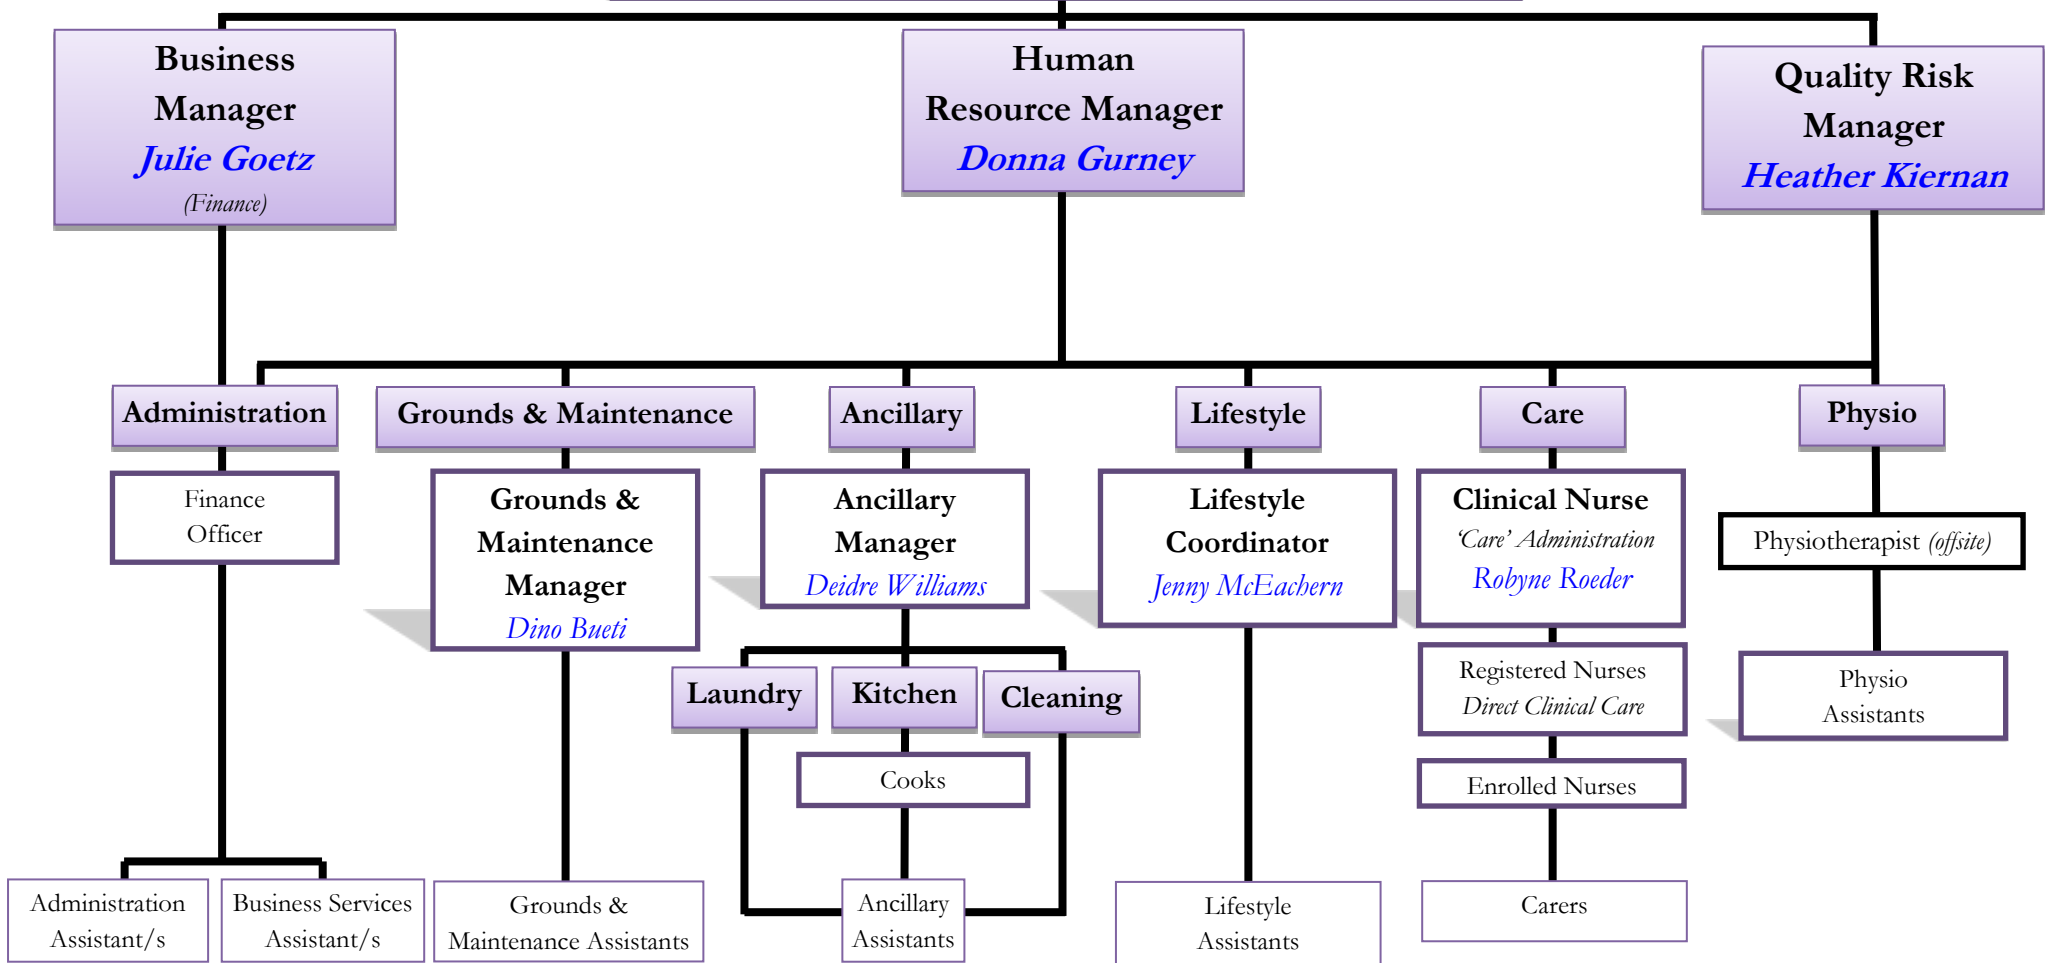 Business
Manager
Julie Goetz
(Finance)
Human
Resource Manager
Donna Gurney
Quality Risk
Manager
Heather Kiernan
Administration
Grounds & Maintenance
Ancillary
Lifestyle
Care
Physio
Finance
Officer
Grounds &
Maintenance
Manager
Dino Bueti
Ancillary
Manager
Deidre Williams
Lifestyle
Coordinator
Jenny McEachern
Clinical Nurse
‘Care’ Administration
Robyne Roeder
Physiotherapist (offsite)
Laundry
Kitchen
Cleaning
Registered Nurses
Direct Clinical Care
Physio
Assistants
Cooks
Enrolled Nurses
Administration
Assistant/s
Business Services
Assistant/s
Grounds &
Maintenance Assistants
Ancillary
Assistants
Lifestyle
Assistants
Carers